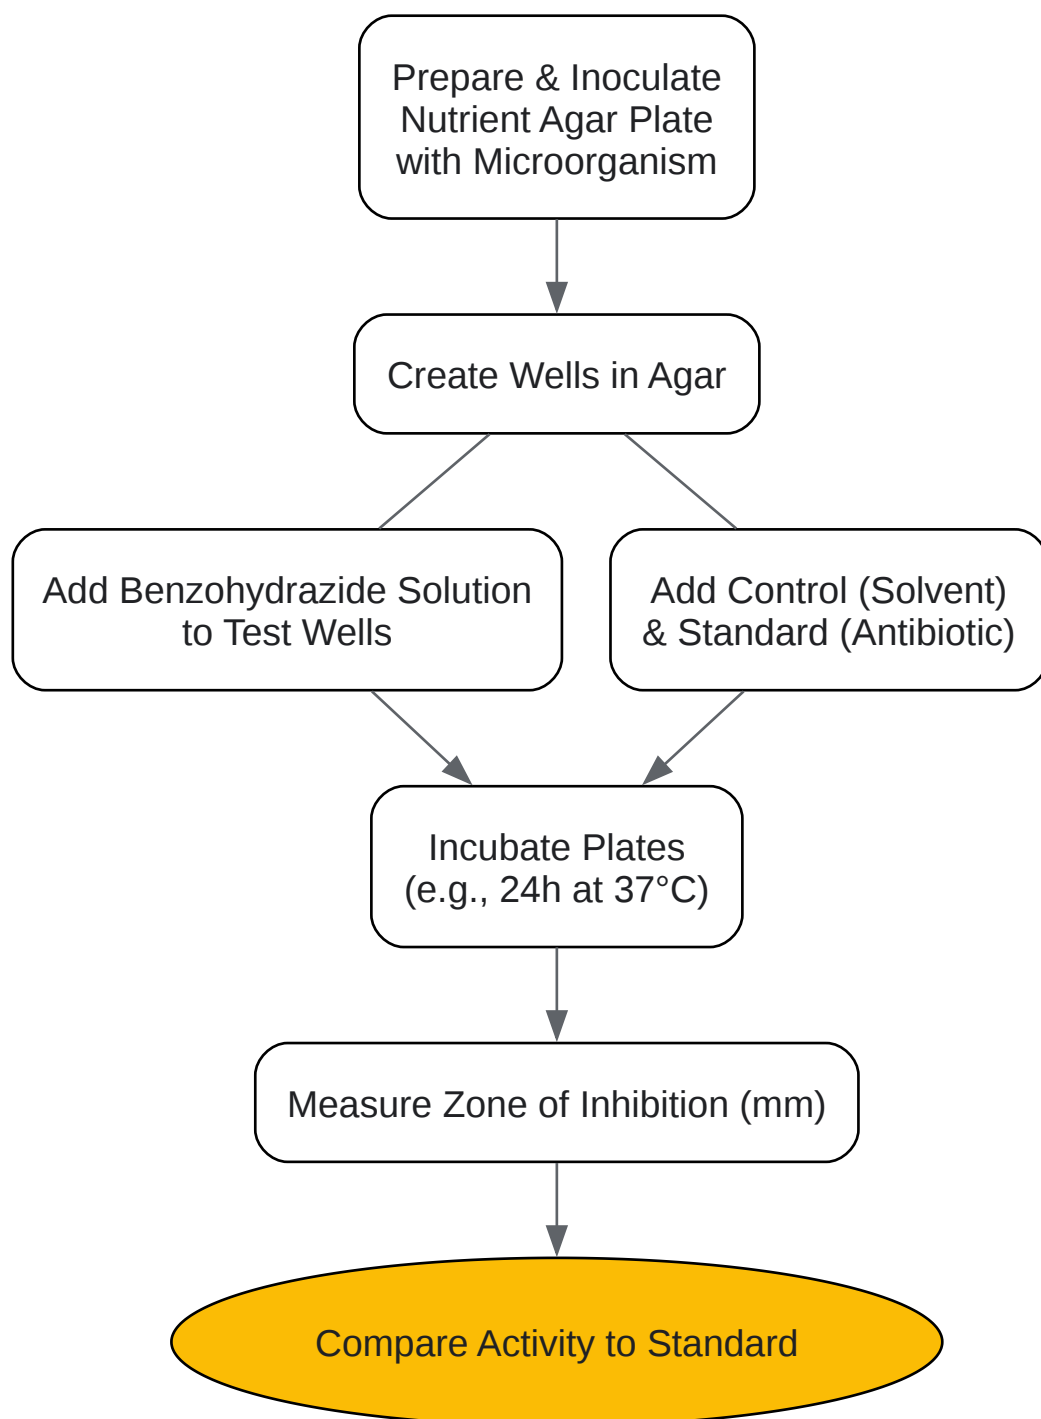 Prepare & Inoculate
Nutrient Agar Plate
with Microorganism
Create Wells in Agar
Add Benzohydrazide Solution
to Test Wells
Add Control (Solvent)
& Standard (Antibiotic)
Incubate Plates
(e.g., 24h at 37°C)
Measure Zone of Inhibition (mm)
Compare Activity to Standard